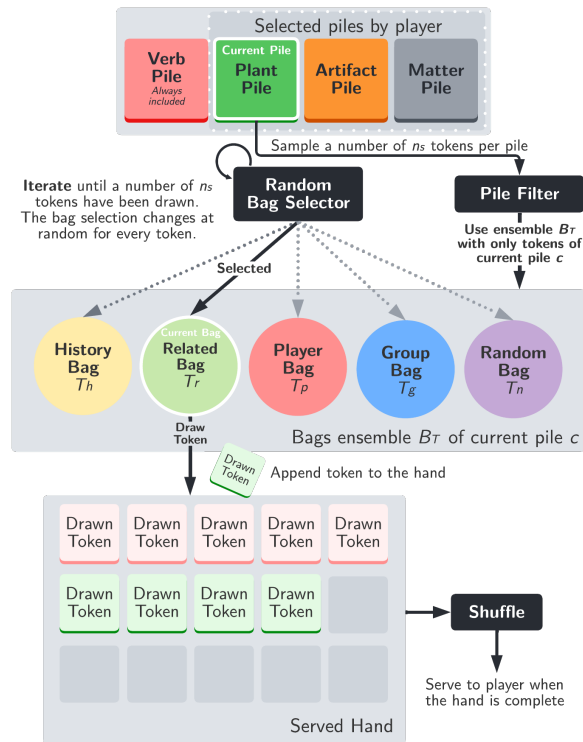 Selected piles by player
Verb
Pile
Always
included
Current Pile
Plant
Pile
Artifact
Pile
Matter
Pile
Sample a number of ns tokens per pile
Iterate until a number of ns
tokens have been drawn.
The bag selection changes at
random for every token.
Random
Bag Selector
Pile Filter
Use ensemble BT
with only tokens of
current pile c
Selected
History
Bag
Th
Current Bag
Related
Bag
Tr
Player
Bag
Tp
Group
Bag
Tg
Random
Bag
Tn
Draw
Token
Bags ensemble BT of current pile c
Drawn
Token
Append token to the hand
Drawn
Token
Drawn
Token
Drawn
Token
Drawn
Token
Drawn
Token
Drawn
Token
Drawn
Token
Drawn
Token
Drawn
Token
Shuffle
Serve to player when
the hand is complete
Served Hand